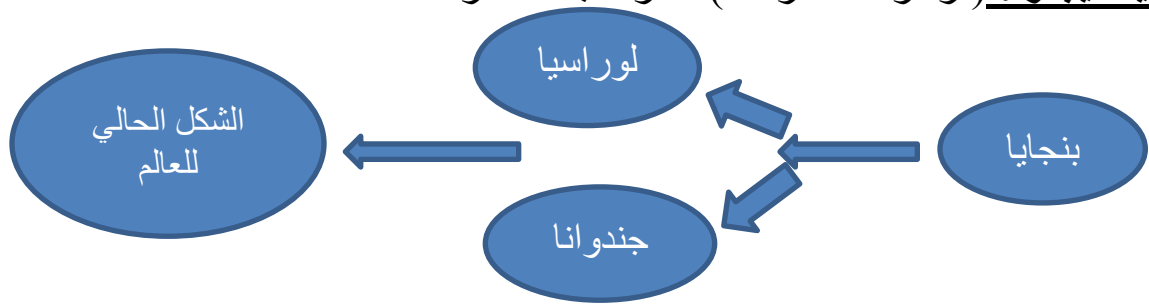 بنجايا
لوراسيا
جندوانا
الشكل الحالي
للعالم